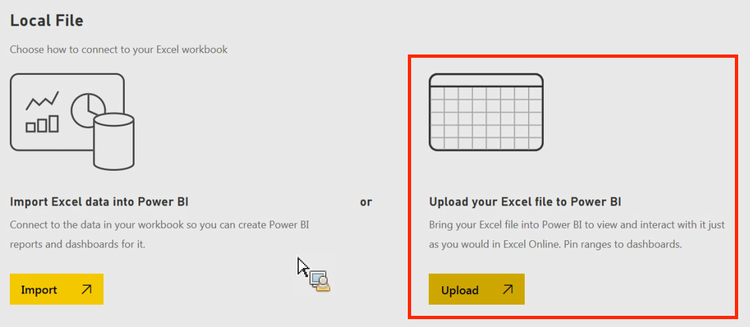 Local File
Choose how to connect to your Excel workbook
Import Excel data into Power BI
Connect to the data in your workbook so you can create Power BI
reports and dashboards for it.
Import
or
Upload your Excel file to Power BI
Bring your Excel file into Power BI to view and interact with it just
as you would in Excel Online. Pin ranges to dashboards.
Upload